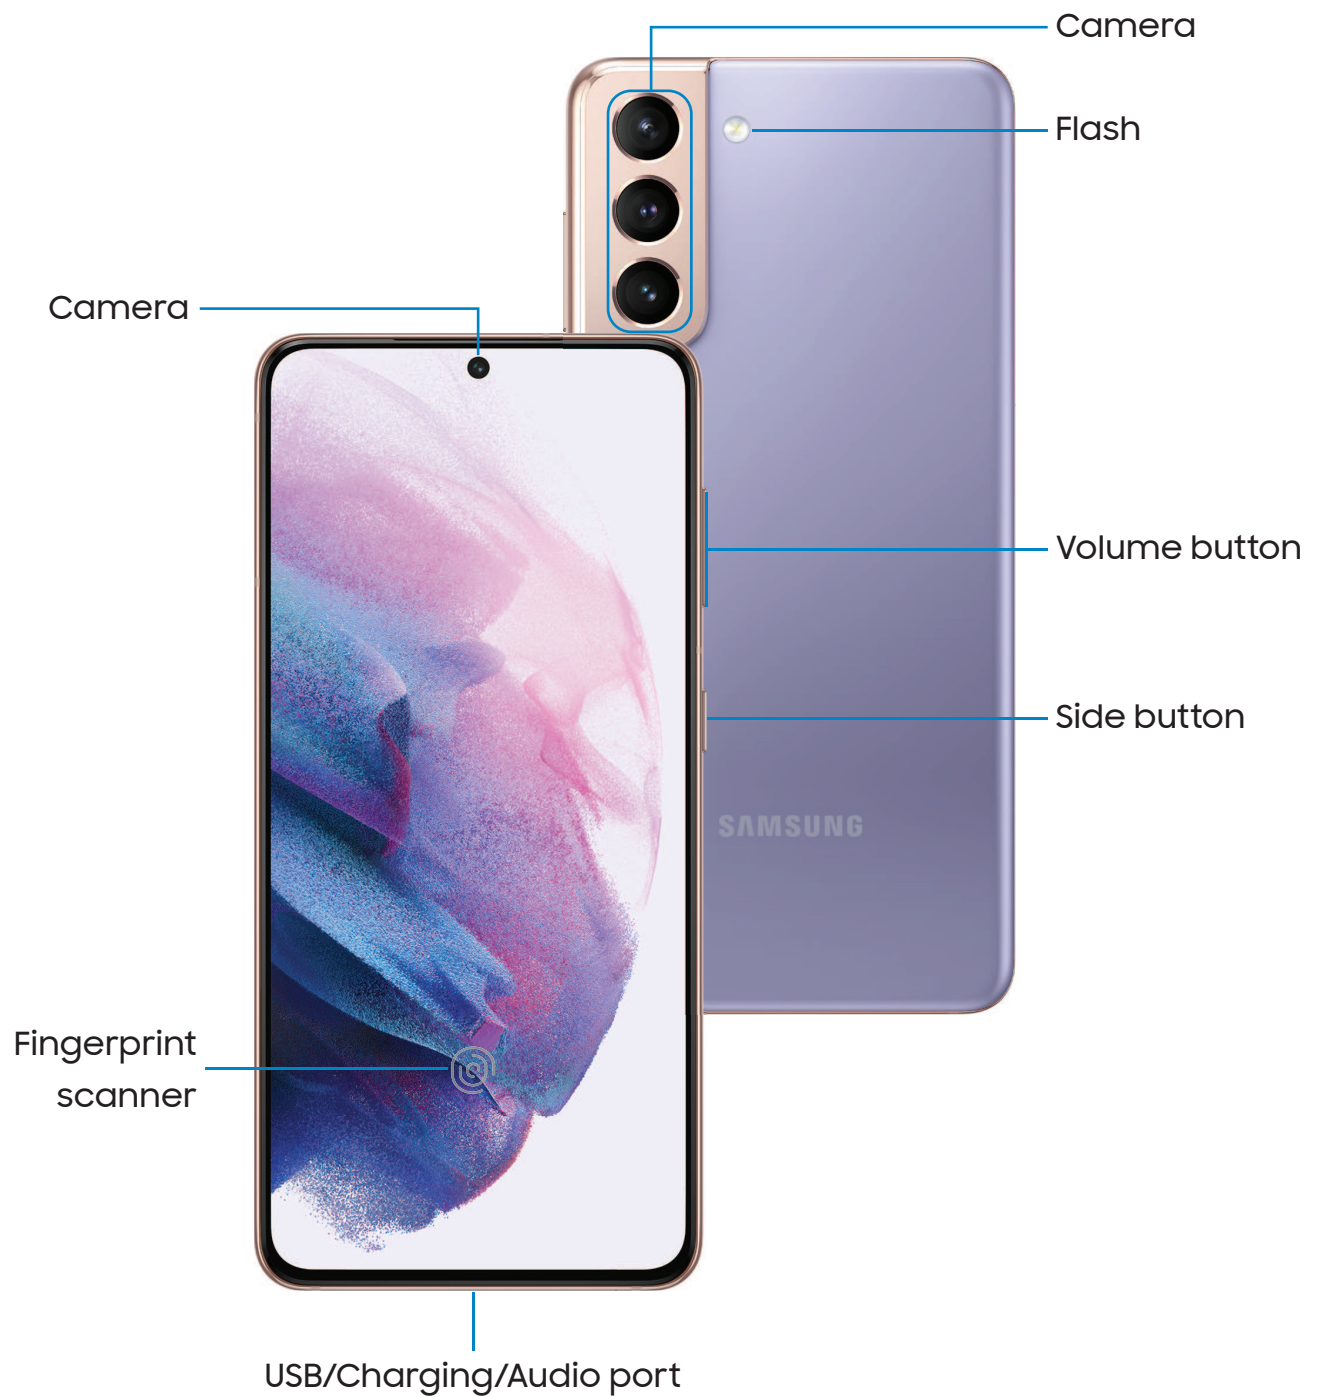 Camera
Flash
Camera
Volume button
Side button
SAMSUNG
Fingerprint
scanner
USB/Charging/Audio port